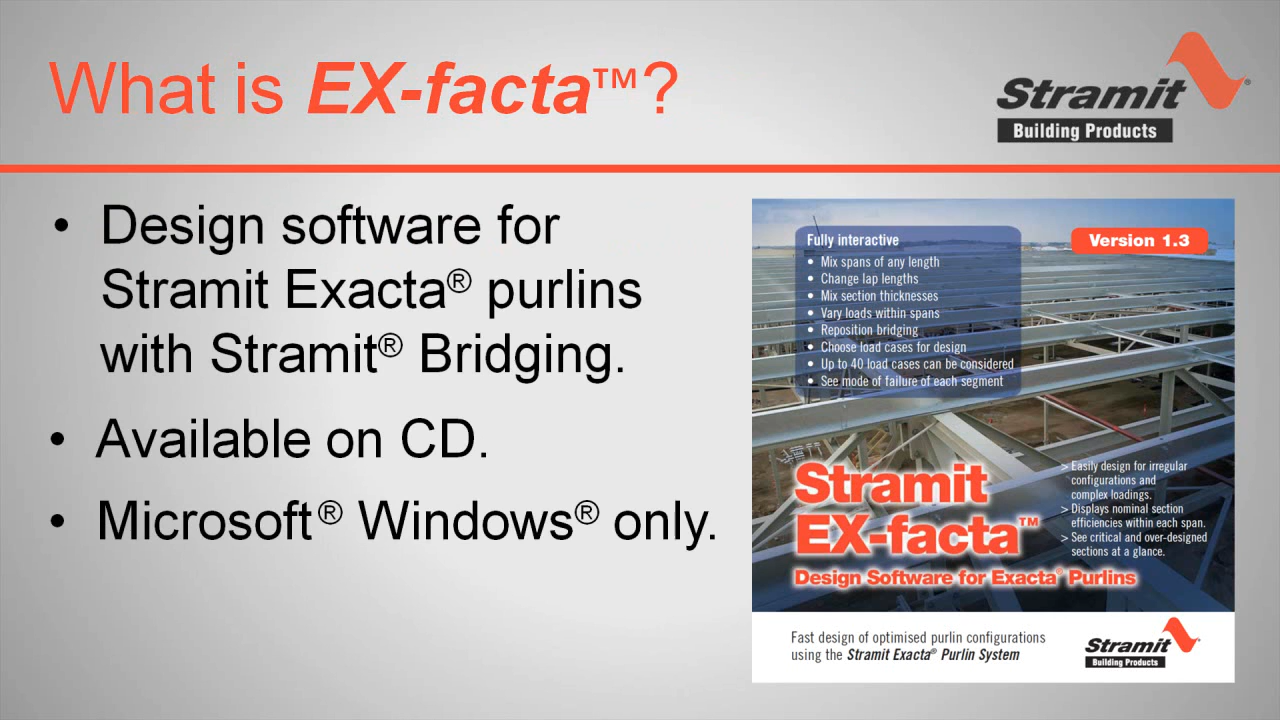 What is EX-facta™?
Stramit®
Building Products
• Design software for
Stramit Exacta® purlins
with Stramit® Bridging.
• Available on CD.
• Microsoft® Windows® only.
Fully interactive
• Mix spans of any length
• Change lap lengths
• Mix section thicknesses
• Vary loads within spans
• Reposition bridging
• Choose load cases for design
• Up to 40 load cases can be considered
• See mode of failure of each segment
Version 1.3
Stramit
EX-facta™
Design Software for Exacta® Purlins
> Easily design for irregular
configurations and
complex loadings.
> Displays nominal section
efficiencies within each span.
> See critical and over-designed
sections at a glance.
Fast design of optimised purlin configurations
using the Stramit Exacta® Purlin System
Stramit®
Building Products